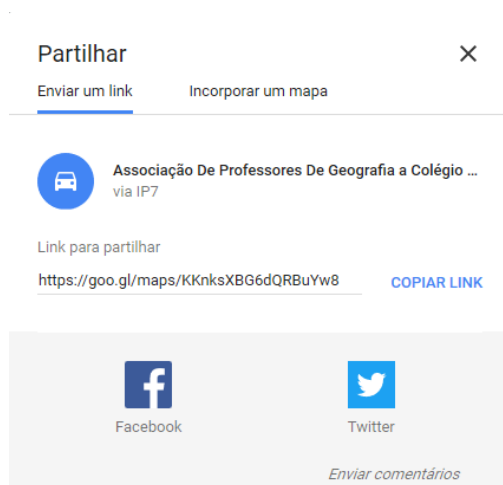 Partilhar
Enviar um link
Incorporar um mapa
Associação De Professores De Geografia a Colégio ...
via IP7
Link para partilhar
https://goo.gl/maps/KKnksXBG6dQRBuYw8
COPIAR LINK
Facebook
Twitter
Enviar comentários